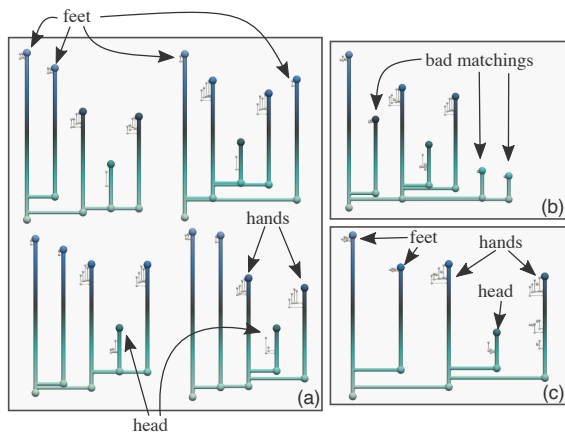 feet
bad matchings
(b)
hands
feet
hands
head
(a)
(c)
head